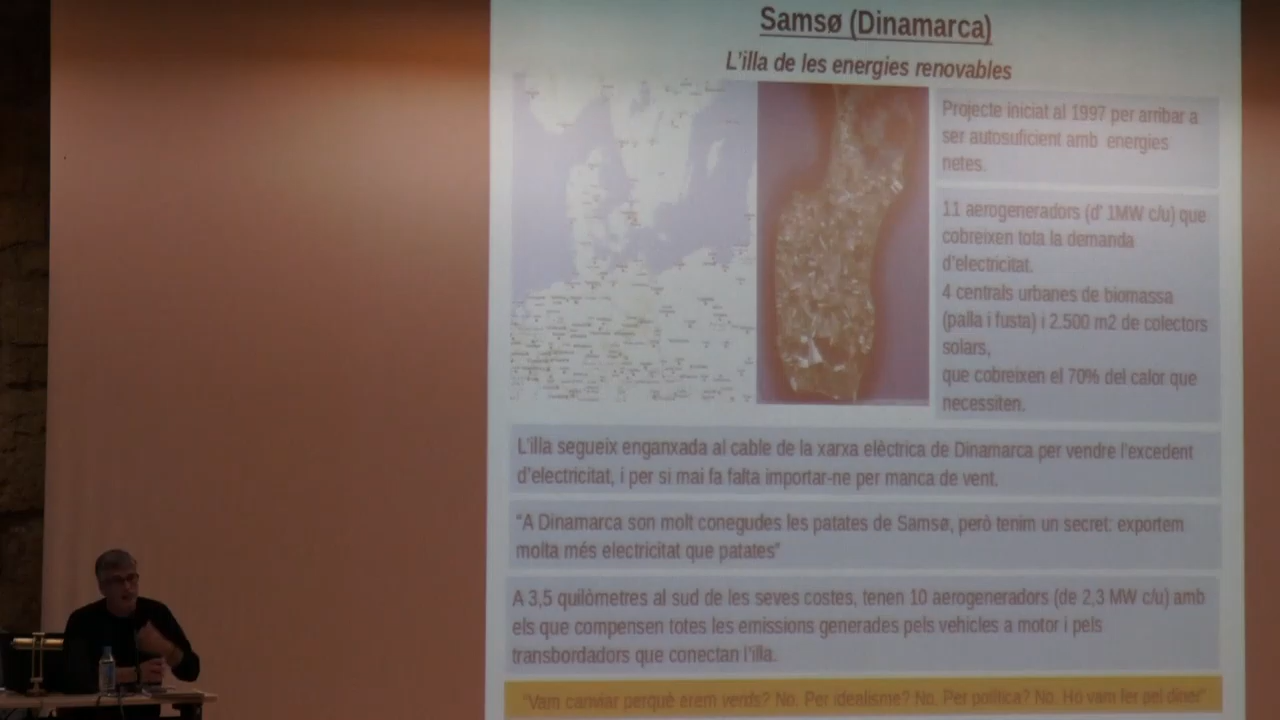 Samsø (Dinamarca)
L'illa de les energies renovables
Projecte iniciat al 1997 per arribar a
ser autosuficient amb energies
netes.
11 aerogeneradors (d' 1MW c/u) que
cobreixen tota la demanda
d'electricitat.
4 centrals urbanes de biomassa
(palla i fusta) i 2.500 m2 de colectors
solars,
que cobreixen el 70% del calor que
necessiten.
L'illa segueix enganxada al cable de la xarxa elèctrica de Dinamarca per vendre l'excedent
d'electricitat, i per si mai fa falta importar-ne per manca de vent.
"A Dinamarca son molt conegudes les patates de Samsø, però tenim un secret: exportem
molta més electricitat que patates"
A 3,5 quilòmetres al sud de les seves costes, tenen 10 aerogeneradors (de 2,3 MW c/u) amb
els que compensen totes les emissions generades pels vehicles a motor i pels
transbordadors que conectan l'illa.
"Vam canviar perquè erem verds? No. Per idealisme? No. Per política? No. Ho vam fer pel diner"